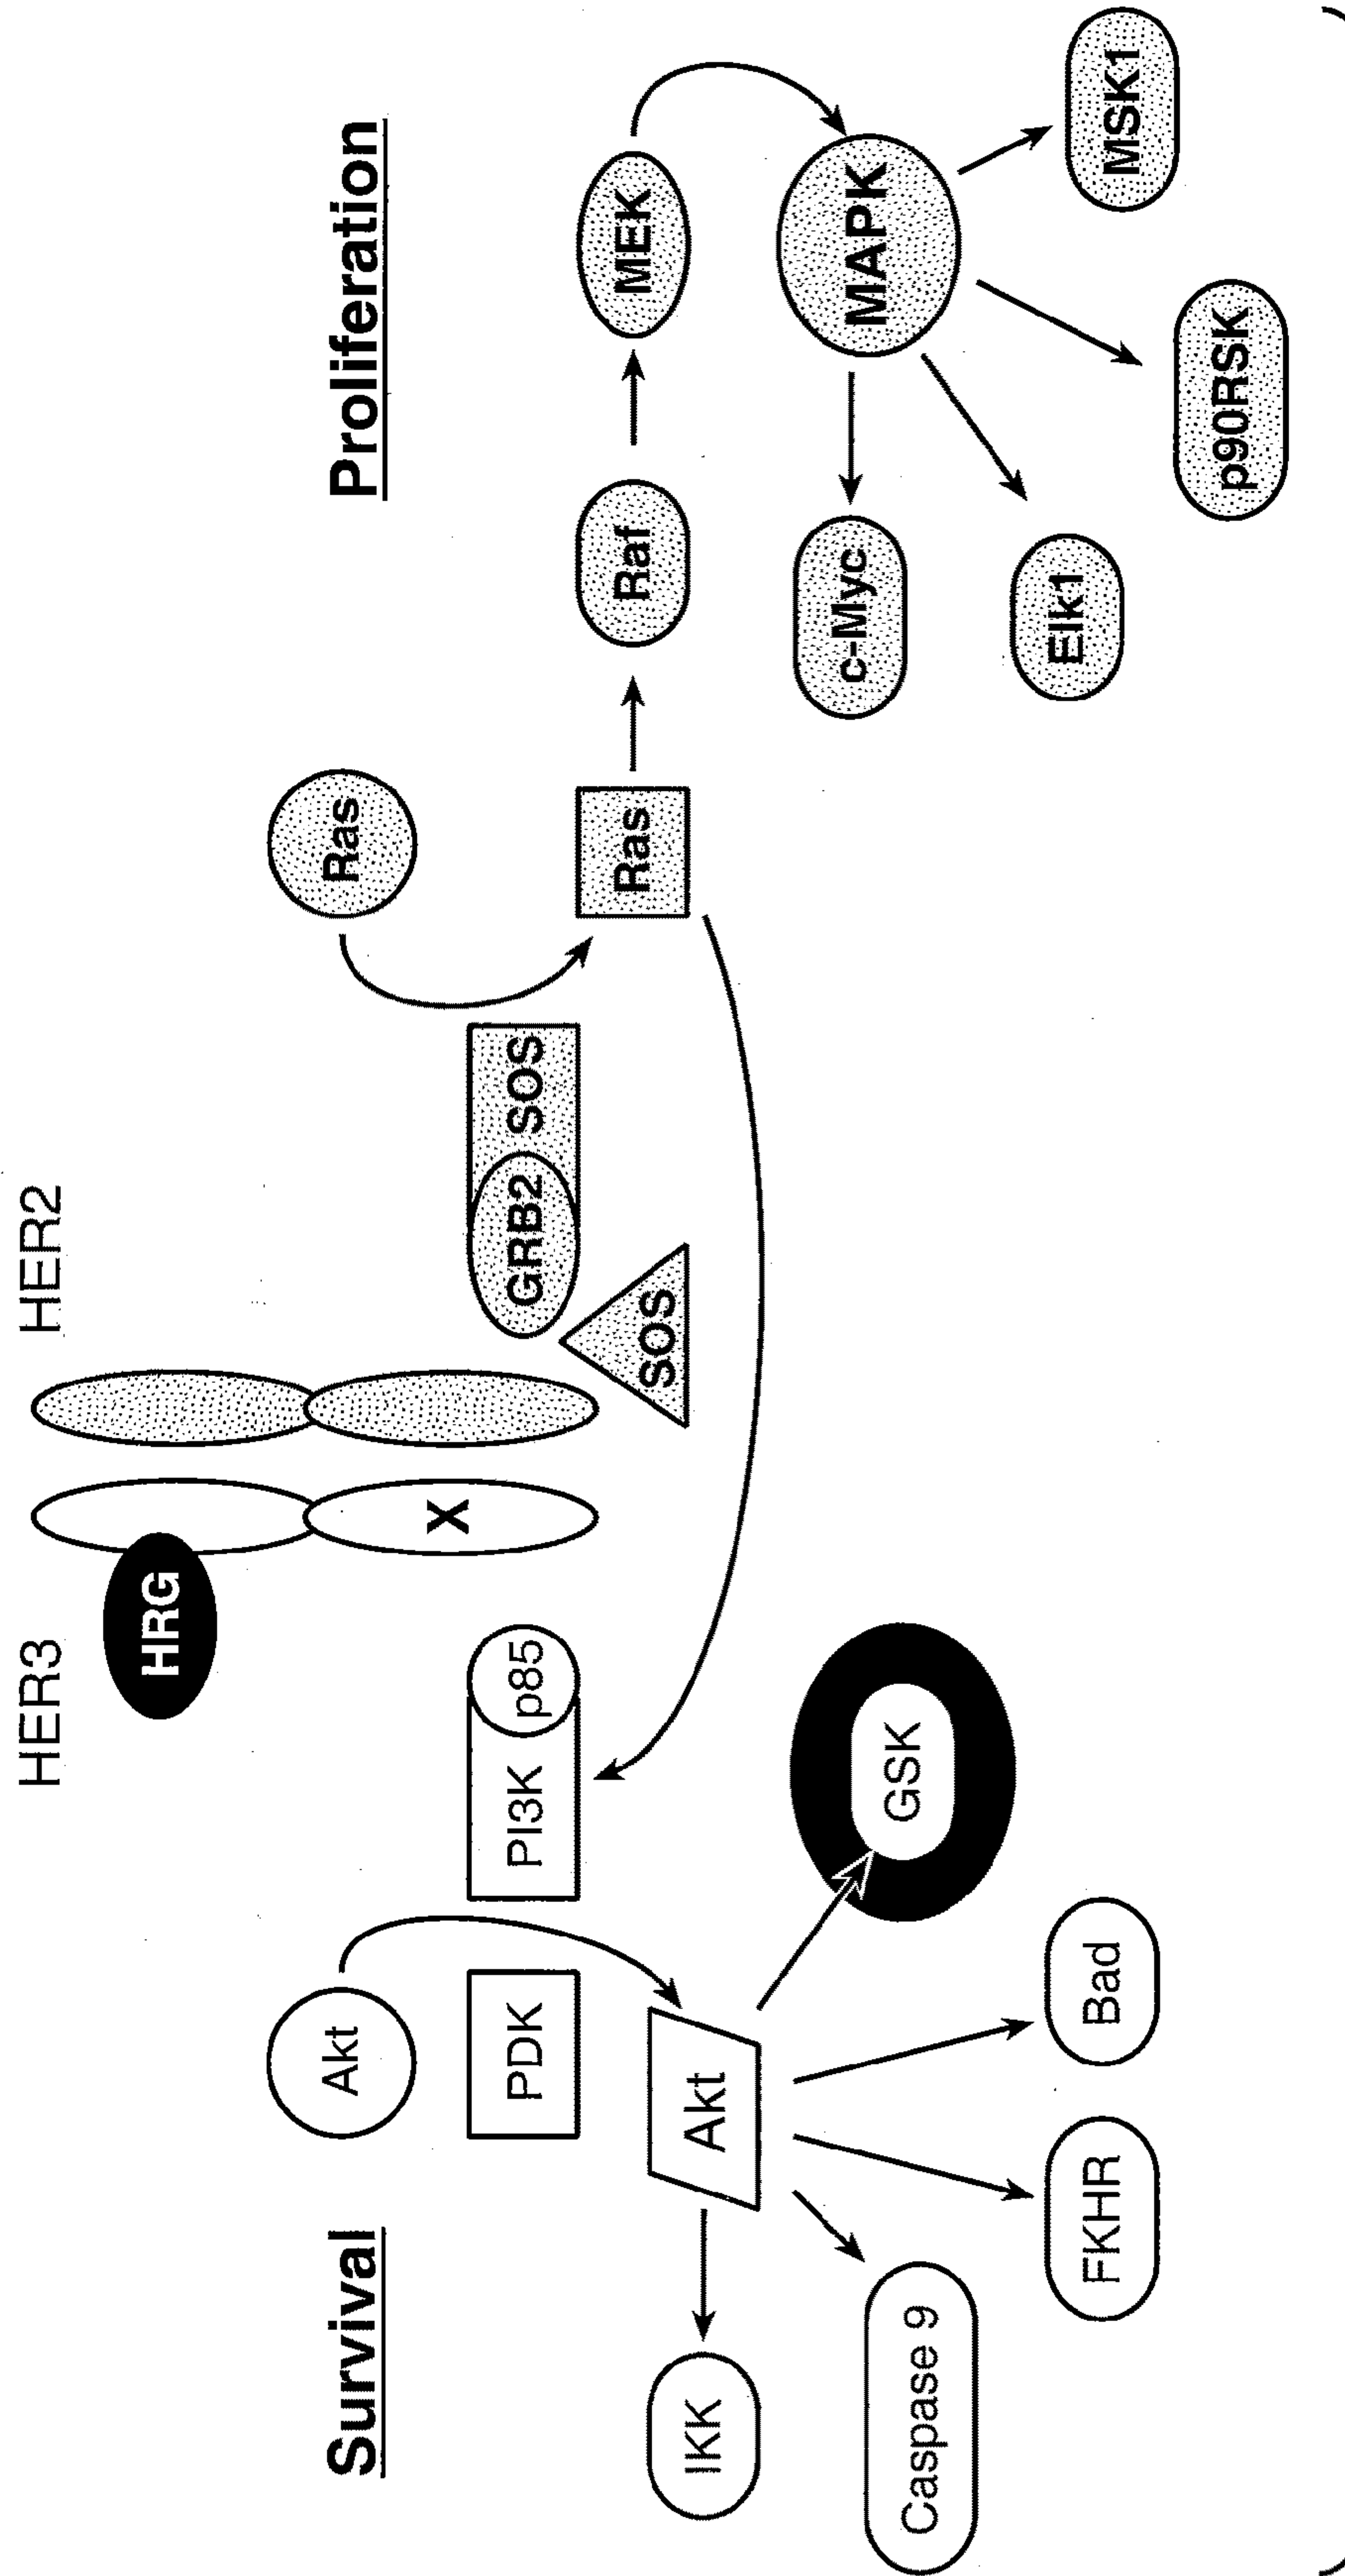 HER3
HER2
HRG
X
Survival
Proliferation
Akt
Ras
PDK
PI3K
p85
GRB2
SOS
SOS
Akt
Ras
Raf
MEK
IKK
GSK
c-Myc
MAPK
Caspase 9
FKHR
Bad
Elk1
p90RSK
MSK1